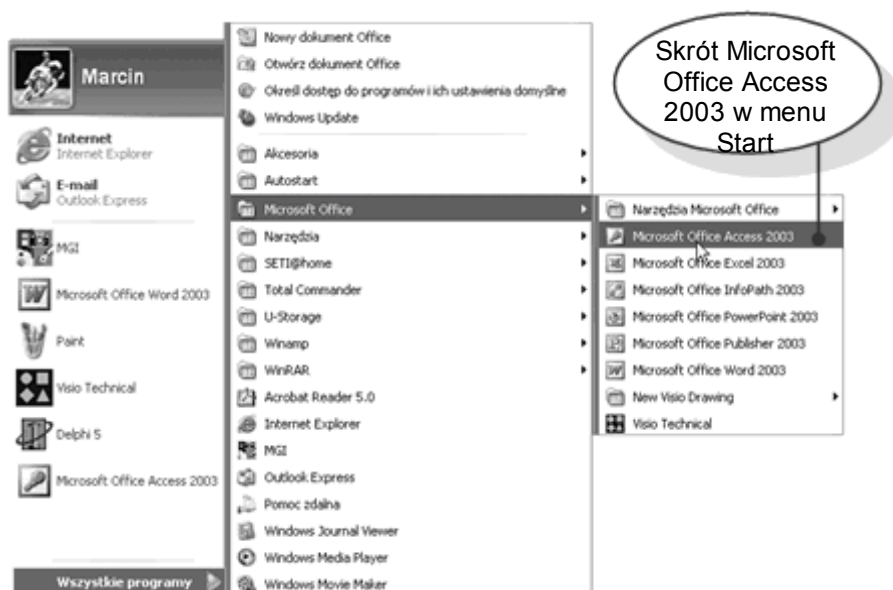 Marcin
Internet
Internet Explorer
E-mail
Outlook Express
MGI
Microsoft Office Word 2003
Paint
Visio Technical
Delphi 5
Microsoft Office Access 2003
Wszystkie programy
Nowy dokument Office
Otwórz dokument Office
Określ dostęp do programów i ich ustawienia domyślne
Windows Update
Akcesoria
Autostart
Microsoft Office
Narzędzia
SETI@home
Total Commander
U-Storage
Winamp
WinRAR
Acrobat Reader 5.0
Internet Explorer
MGI
Outlook Express
Pomoc zdalna
Windows Journal Viewer
Windows Media Player
Windows Movie Maker
Narzędzia Microsoft Office
Microsoft Office Access 2003
Microsoft Office Excel 2003
Microsoft Office InfoPath 2003
Microsoft Office PowerPoint 2003
Microsoft Office Publisher 2003
Microsoft Office Word 2003
New Visio Drawing
Visio Technical
Skrót Microsoft
Office Access
2003 w menu
Start